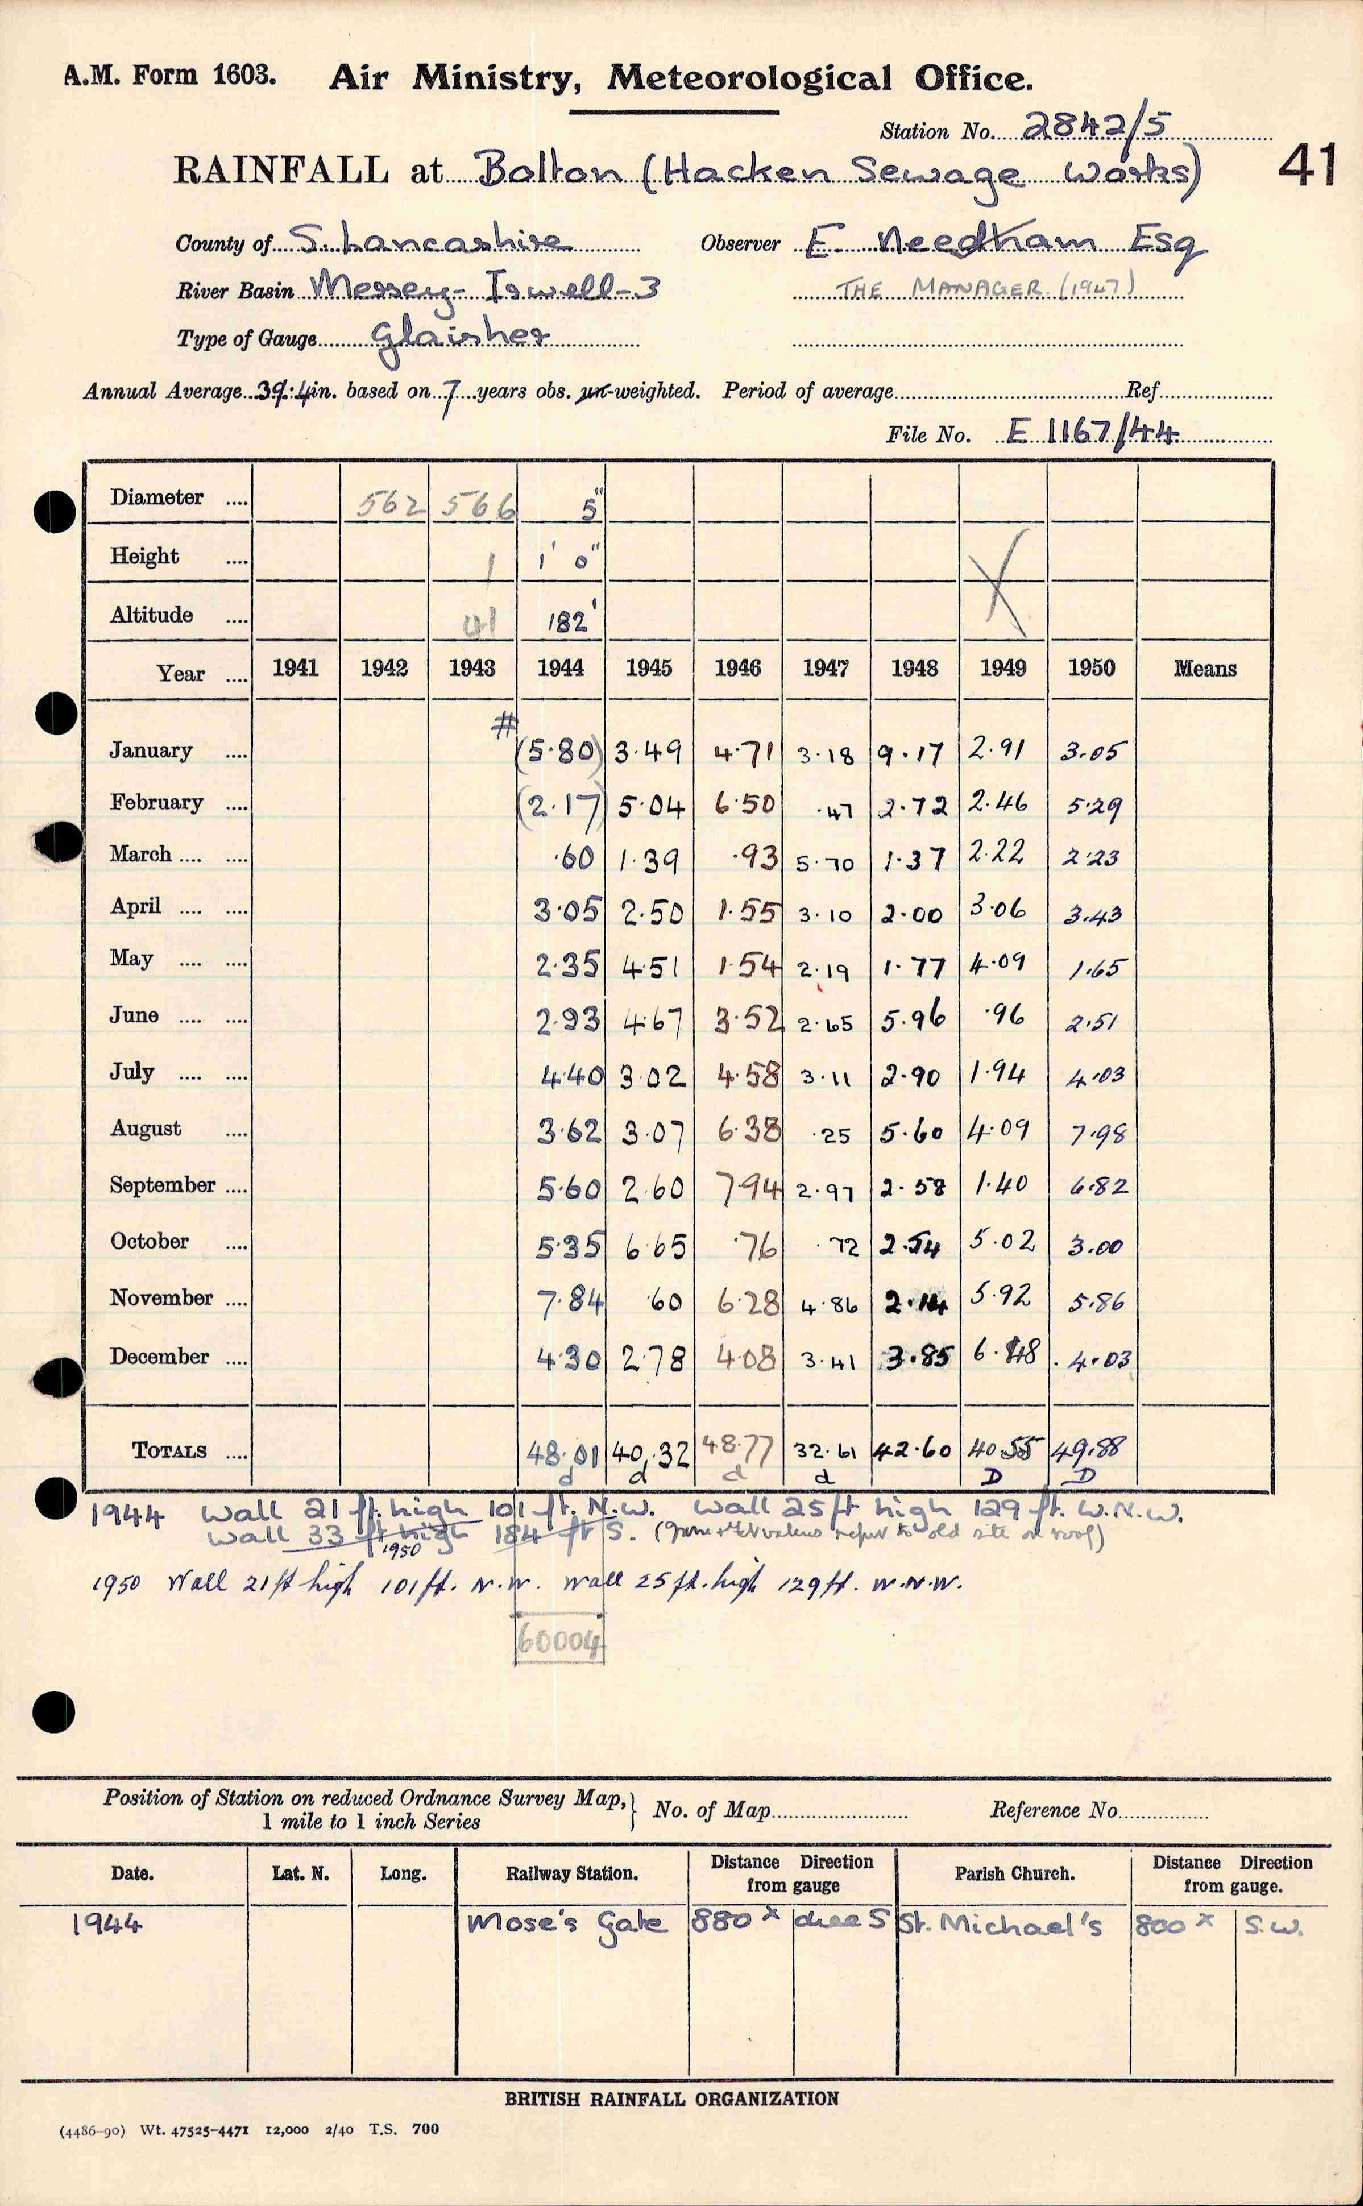 A.M. Form 1603. Air Ministry, Meteorological Office.
Station No. 2842/5
RAINFALL at Bolton (Hacken Sewage Works) 41
County of S. Lancashire Observer E. Needham Esq
River Basin Mersey - Irwell - 3 THE MANAGER (1947)
Type of Gauge Glaisher
Annual Average 39.4 in. based on 7 years obs. un-weighted. Period of average Ref
File No. E 1167/44
Diameter .... 562 566 5"
Height .... 1 1' 0"
Altitude .... 41 182'
Year .... 1941 1942 1943 1944 1945 1946 1947 1948 1949 1950 Means
January .... # (5.80) 3.49 4.71 3.18 9.17 2.91 3.05
February .... (2.17) 5.04 6.50 .47 2.72 2.46 5.29
March .... .... .60 1.39 .93 5.70 1.37 2.22 2.23
April .... .... 3.05 2.50 1.55 3.10 2.00 3.06 3.43
May .... .... 2.35 4.51 1.54 2.19 1.77 4.09 1.65
June .... .... 2.93 4.67 3.52 2.65 5.96 .96 2.51
July .... .... 4.40 3.02 4.58 3.11 2.90 1.94 4.03
August .... 3.62 3.07 6.38 .25 5.60 4.09 7.98
September .... 5.60 2.60 7.94 2.97 2.58 1.40 6.82
October .... 5.35 6.65 .76 .72 2.54 5.02 3.00
November .... 7.84 .60 6.28 4.86 2.14 5.92 5.86
December .... 4.30 2.78 4.08 3.41 3.85 6.48 4.03
TOTALS .... 48.01 40.32 48.77 32.61 42.60 40.55 49.88
d d d d D D
1944 Wall 21 ft. high 101 ft. N.W. Wall 25 ft high 129 ft. W.N.W.
Wall 33 ft high 184 ft S. (Jan + Feb values refer to old site on roof)
1950
1950 Wall 21 ft high 101 ft. N.W. Wall 25 ft. high 129 ft. W.N.W.
60004
Position of Station on reduced Ordnance Survey Map, No. of Map Reference No.
1 mile to 1 inch Series
Date. Lat. N. Long. Railway Station. Distance Direction from gauge Parish Church. Distance Direction from gauge.
1944 Mose's Gate 880 x due S St. Michael's 800 x S.W.
BRITISH RAINFALL ORGANIZATION
(4486-90) Wt. 47525-4471 12,000 2/40 T.S. 700